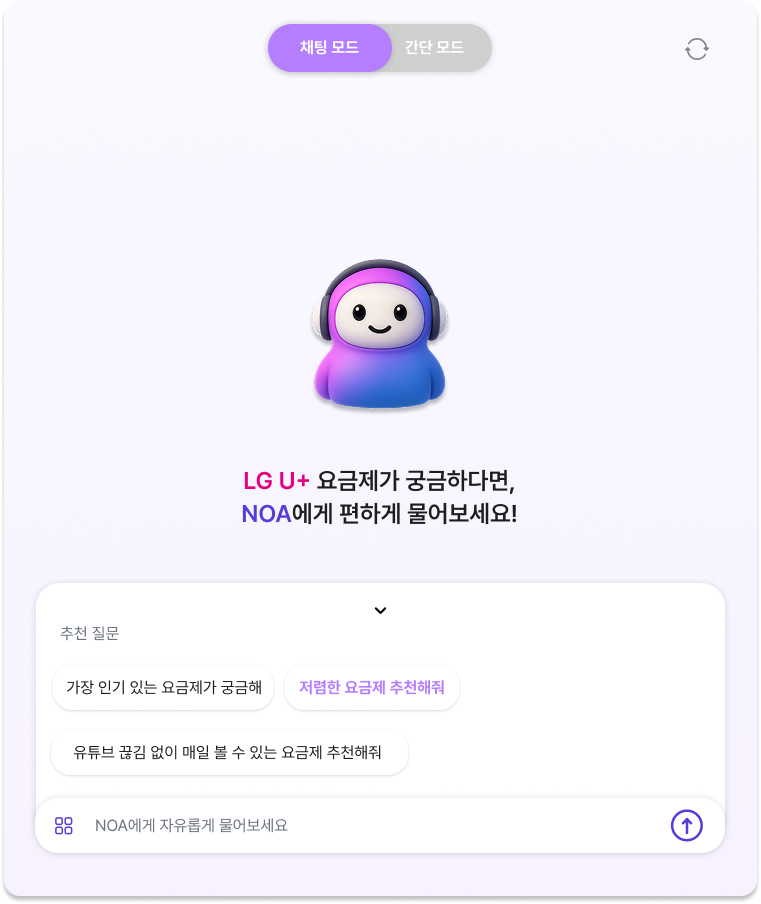 채팅 모드 간단 모드
LG U+ 요금제가 궁금하다면,
NOA에게 편하게 물어보세요!
추천 질문
가장 인기 있는 요금제가 궁금해 저렴한 요금제 추천해줘
유튜브 끊김 없이 매일 볼 수 있는 요금제 추천해줘
NOA에게 자유롭게 물어보세요